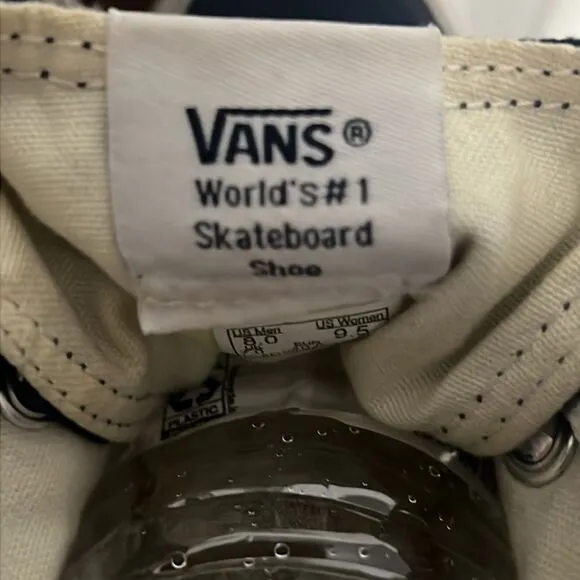 VANS®
World's #1
Skateboard
Shoe
US Men US Women
8.0 9.5
PLASTIC